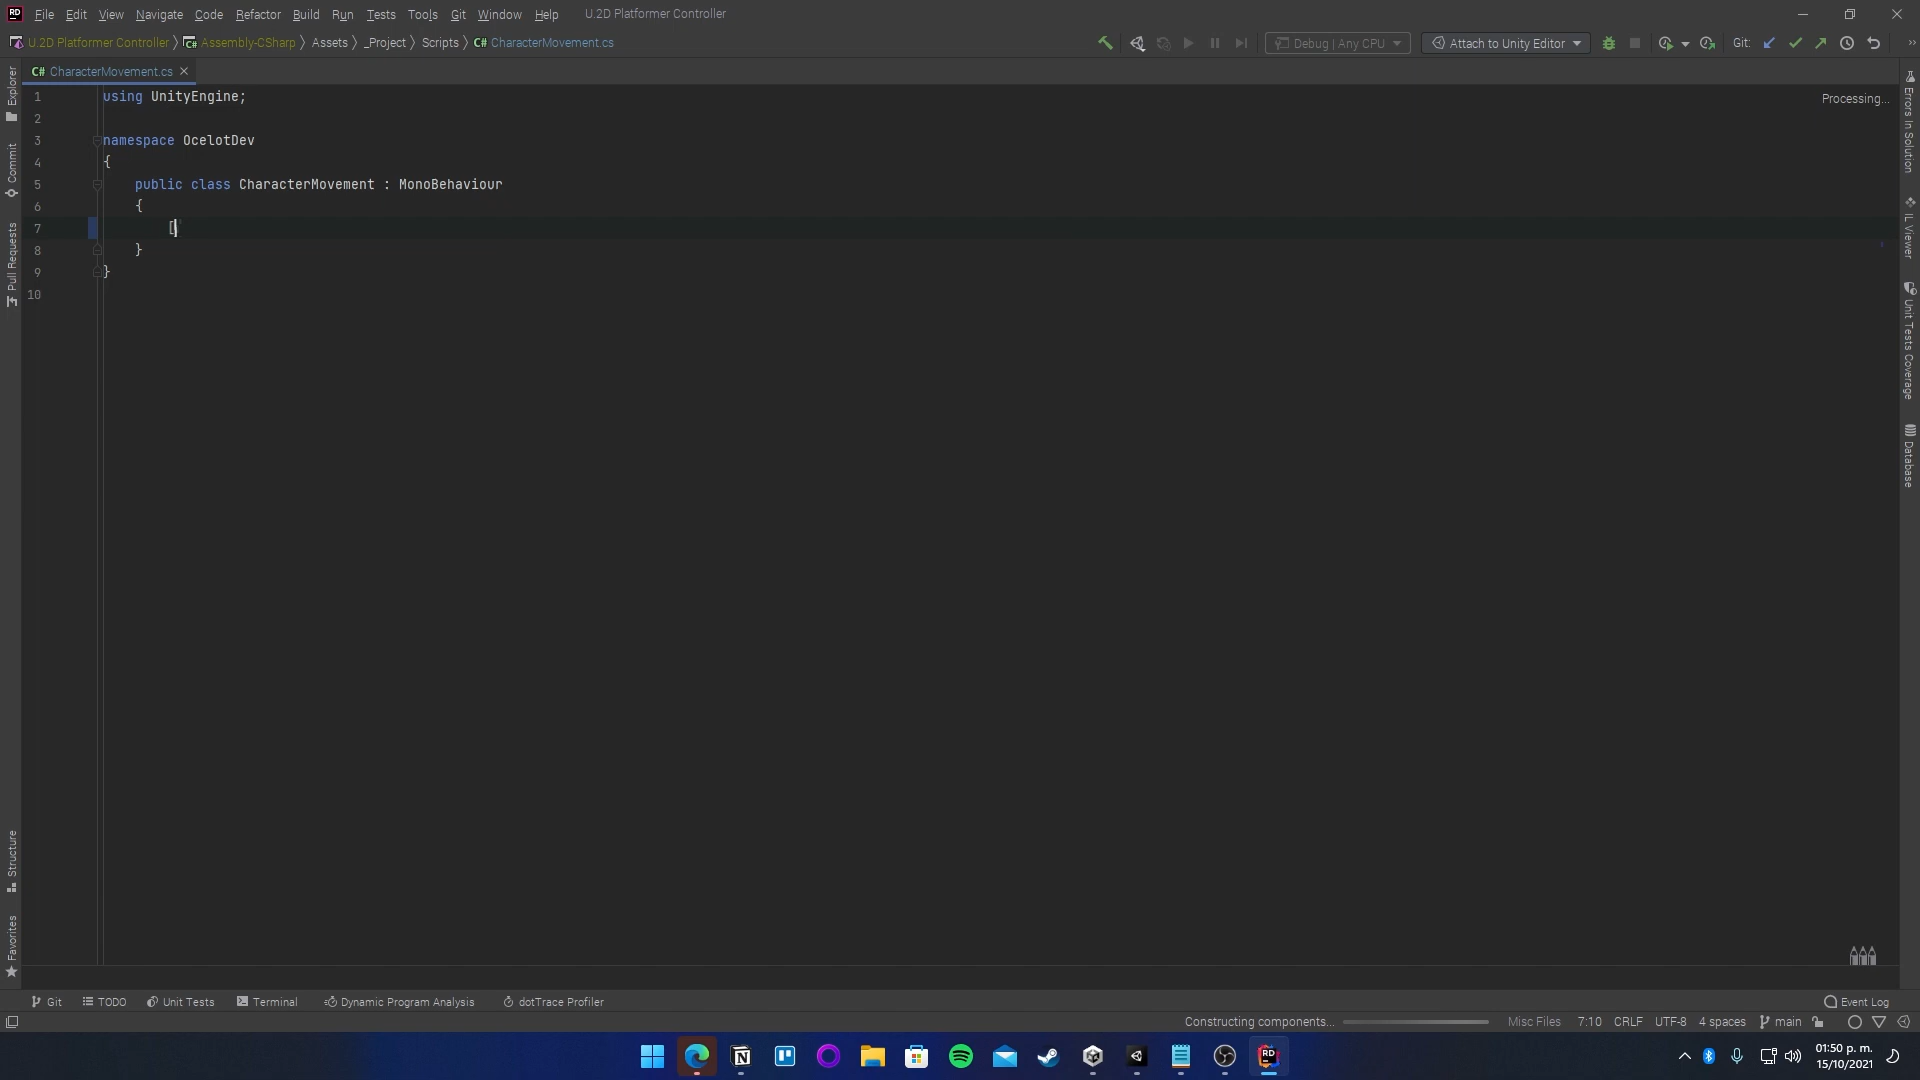 RD File Edit View Navigate Code Refactor Build Run Tests Tools Git Window Help U.2D Platformer Controller
U.2D Platformer Controller Assembly-CSharp Assets _Project Scripts C# CharacterMovement.cs Debug | Any CPU Attach to Unity Editor Git:
C# CharacterMovement.cs
Processing...
1 using UnityEngine;
2
3 namespace OcelotDev
4 {
5 public class CharacterMovement : MonoBehaviour
6 {
7 [
8 }
9 }
10
Explorer
Commit
Pull Requests
Structure
Favorites
Errors In Solution
IL Viewer
Unit Tests Coverage
Database
Git TODO Unit Tests Terminal Dynamic Program Analysis dotTrace Profiler Event Log
Constructing components... Misc Files 7:10 CRLF UTF-8 4 spaces main
RD
01:50 p. m.
15/10/2021